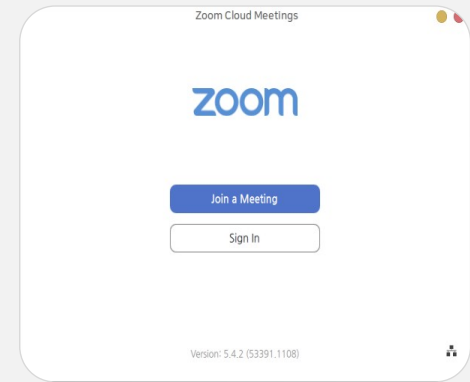 Zoom Cloud Meetings
zoom
Join a Meeting
Sign In
Version: 5.4.2 (53391.1108)